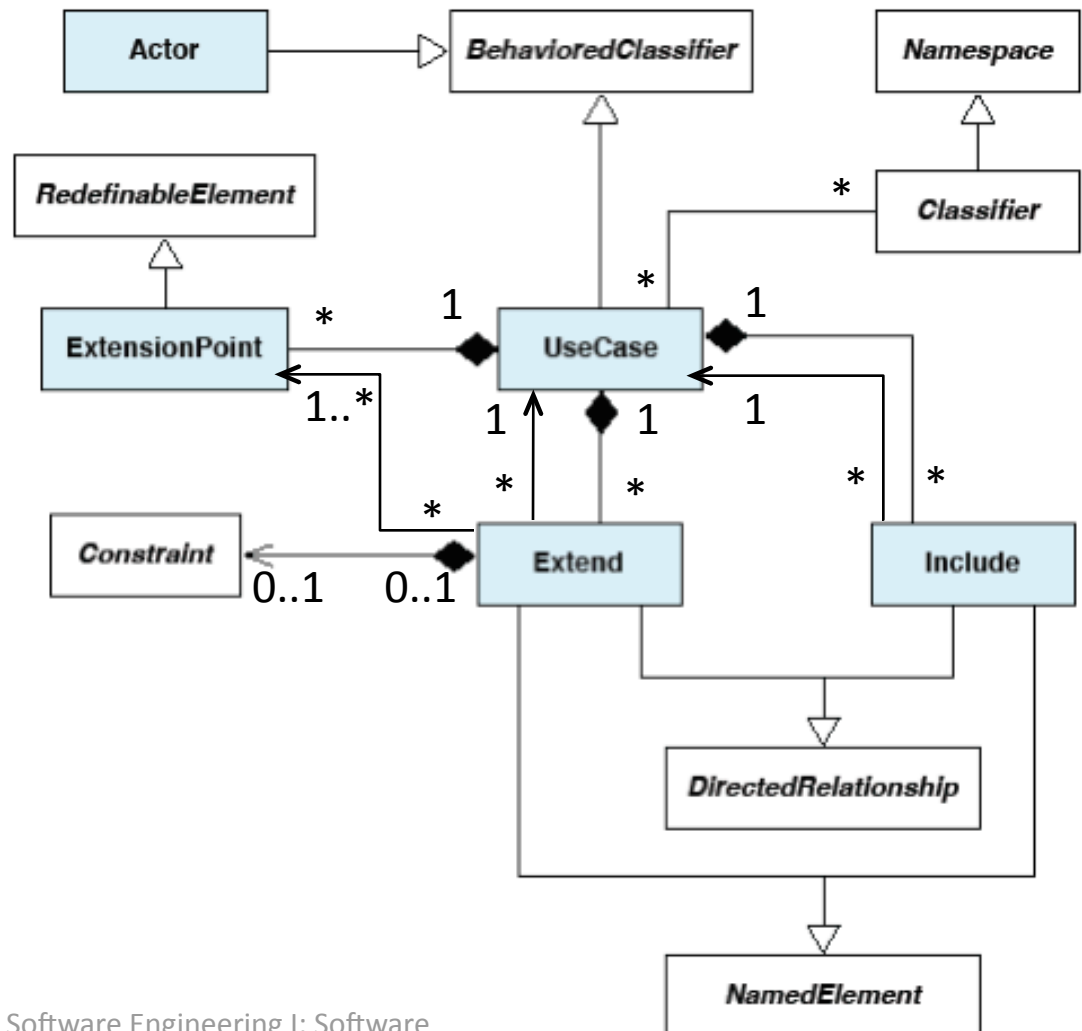 Actor
BehavioredClassifier
Namespace
RedefinableElement
*
Classifier
*
1
*
1
ExtensionPoint
UseCase
1..*
1
1
1
*
*
*
*
*
Constraint
0..1
0..1
Extend
Include
DirectedRelationship
NamedElement
Software Engineering I: Software